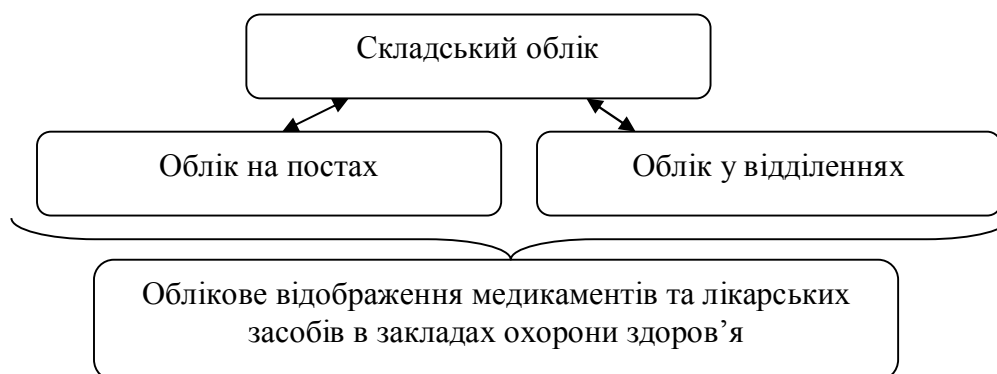 Складський облік
Облік на постах
Облік у відділеннях
Облікове відображення медикаментів та лікарських
засобів в закладах охорони здоров’я